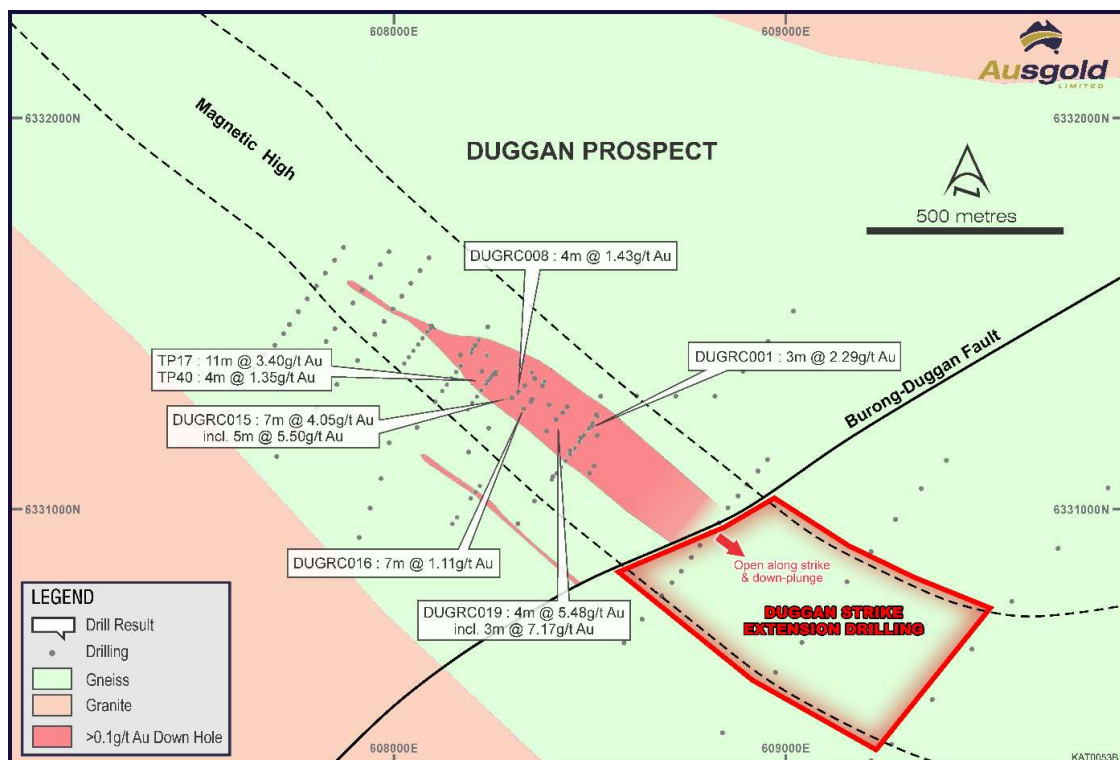 608000E
609000E
Ausgold
LIMITED
6332000N
6332000N
Magnetic High
DUGGAN PROSPECT
N
500 metres
DUGRC008 : 4m @ 1.43g/t Au
TP17 : 11m @ 3.40g/t Au
TP40 : 4m @ 1.35g/t Au
DUGRC001 : 3m @ 2.29g/t Au
DUGRC015 : 7m @ 4.05g/t Au
incl. 5m @ 5.50g/t Au
Burong-Duggan Fault
6331000N
6331000N
DUGRC016 : 7m @ 1.11g/t Au
Open along strike
& down-plunge
DUGRC019 : 4m @ 5.48g/t Au
incl. 3m @ 7.17g/t Au
DUGGAN STRIKE
EXTENSION DRILLING
LEGEND
Drill Result
Drilling
Gneiss
Granite
>0.1g/t Au Down Hole
608000E
609000E
KAT0053B